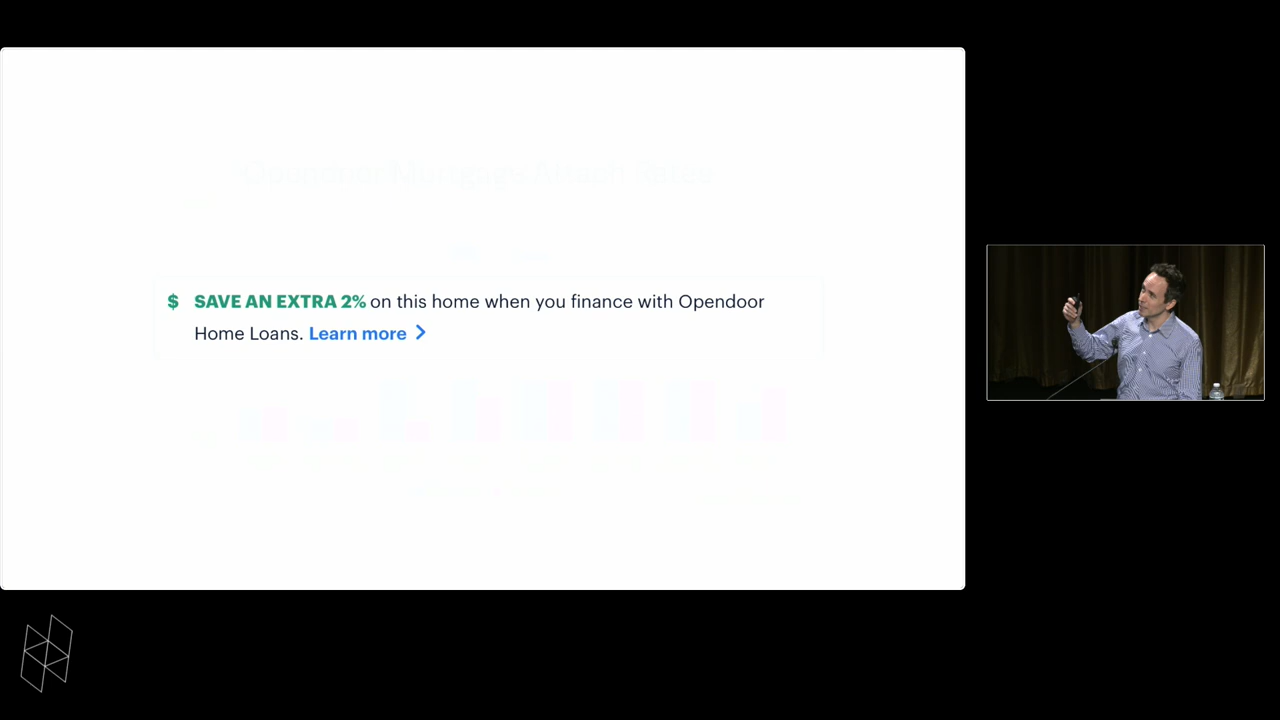 $ SAVE AN EXTRA 2% on this home when you finance with Opendoor
Home Loans. Learn more >